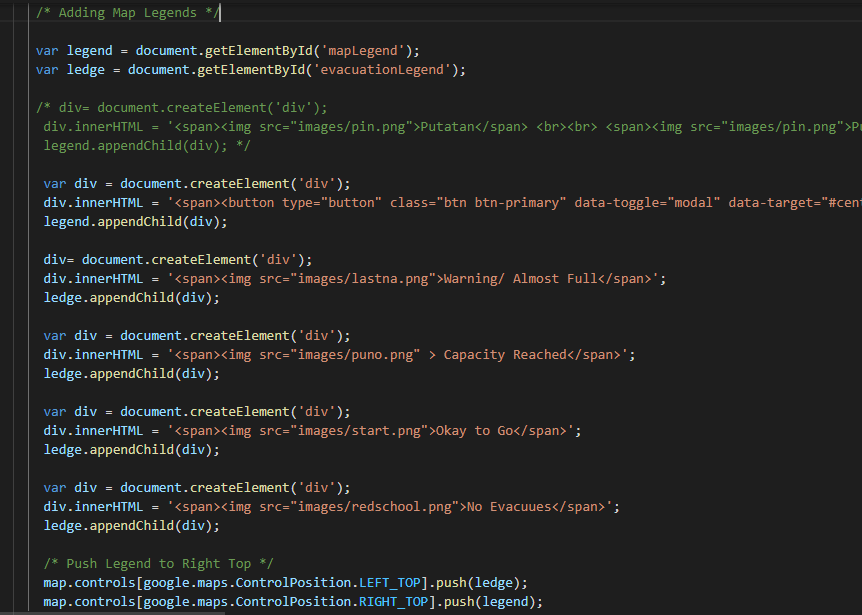 /* Adding Map Legends */
var legend = document.getElementById('mapLegend');
var ledge = document.getElementById('evacuationLegend');
/* div= document.createElement('div');
div.innerHTML = '<span><img src="images/pin.png">Putatan</span> <br><br> <span><img src="images/pin.png">Pu
legend.appendChild(div); */
var div = document.createElement('div');
div.innerHTML = '<span><button type="button" class="btn btn-primary" data-toggle="modal" data-target="#cent
legend.appendChild(div);
div= document.createElement('div');
div.innerHTML = '<span><img src="images/lastna.png">Warning/ Almost Full</span>';
ledge.appendChild(div);
var div = document.createElement('div');
div.innerHTML = '<span><img src="images/puno.png" > Capacity Reached</span>';
ledge.appendChild(div);
var div = document.createElement('div');
div.innerHTML = '<span><img src="images/start.png">Okay to Go</span>';
ledge.appendChild(div);
var div = document.createElement('div');
div.innerHTML = '<span><img src="images/redschool.png">No Evacuues</span>';
ledge.appendChild(div);
/* Push Legend to Right Top */
map.controls[google.maps.ControlPosition.LEFT_TOP].push(ledge);
map.controls[google.maps.ControlPosition.RIGHT_TOP].push(legend);